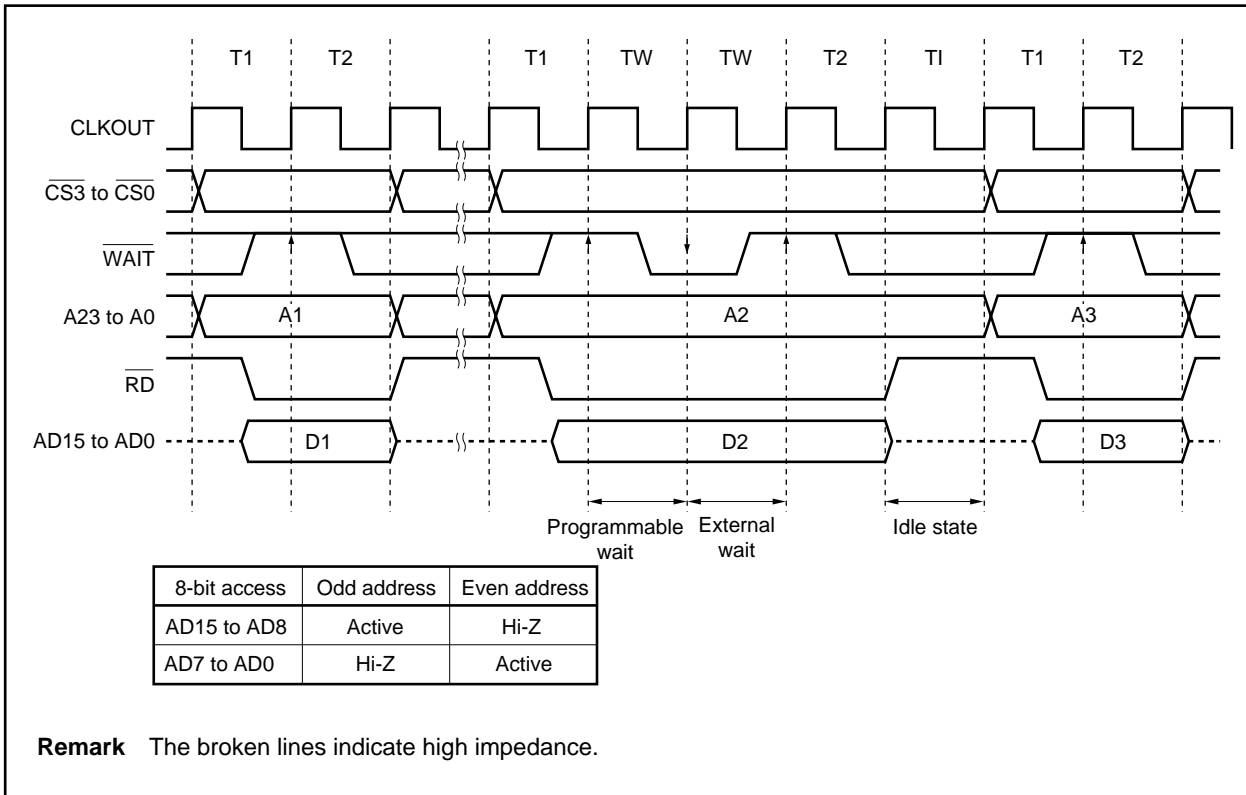 T1 T2 T1 TW TW T2 TI T1 T2
CLKOUT
CS3 to CS0
WAIT
A23 to A0 A1 A2 A3
RD
AD15 to AD0 D1 D2 D3
Programmable wait
External wait
Idle state
8-bit access Odd address Even address
AD15 to AD8 Active Hi-Z
AD7 to AD0 Hi-Z Active
Remark The broken lines indicate high impedance.